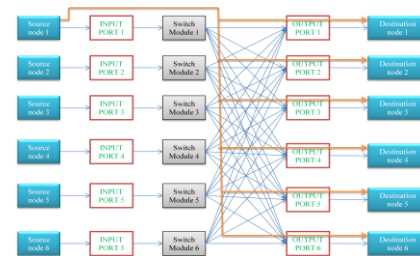 Source node 1
INPUT PORT 1
Switch Module 1
OUTPUT PORT 1
Destination node 1
Source node 2
INPUT PORT 2
Switch Module 2
OUTPUT PORT 2
Destination node 2
Source node 3
INPUT PORT 3
Switch Module 3
OUTPUT PORT 3
Destination node 3
Source node 4
INPUT PORT 4
Switch Module 4
OUTPUT PORT 4
Destination node 4
Source node 5
INPUT PORT 5
Switch Module 5
OUTPUT PORT 5
Destination node 5
Source node 6
INPUT PORT 3
Switch Module 6
OUTPUT PORT 6
Destination node 6